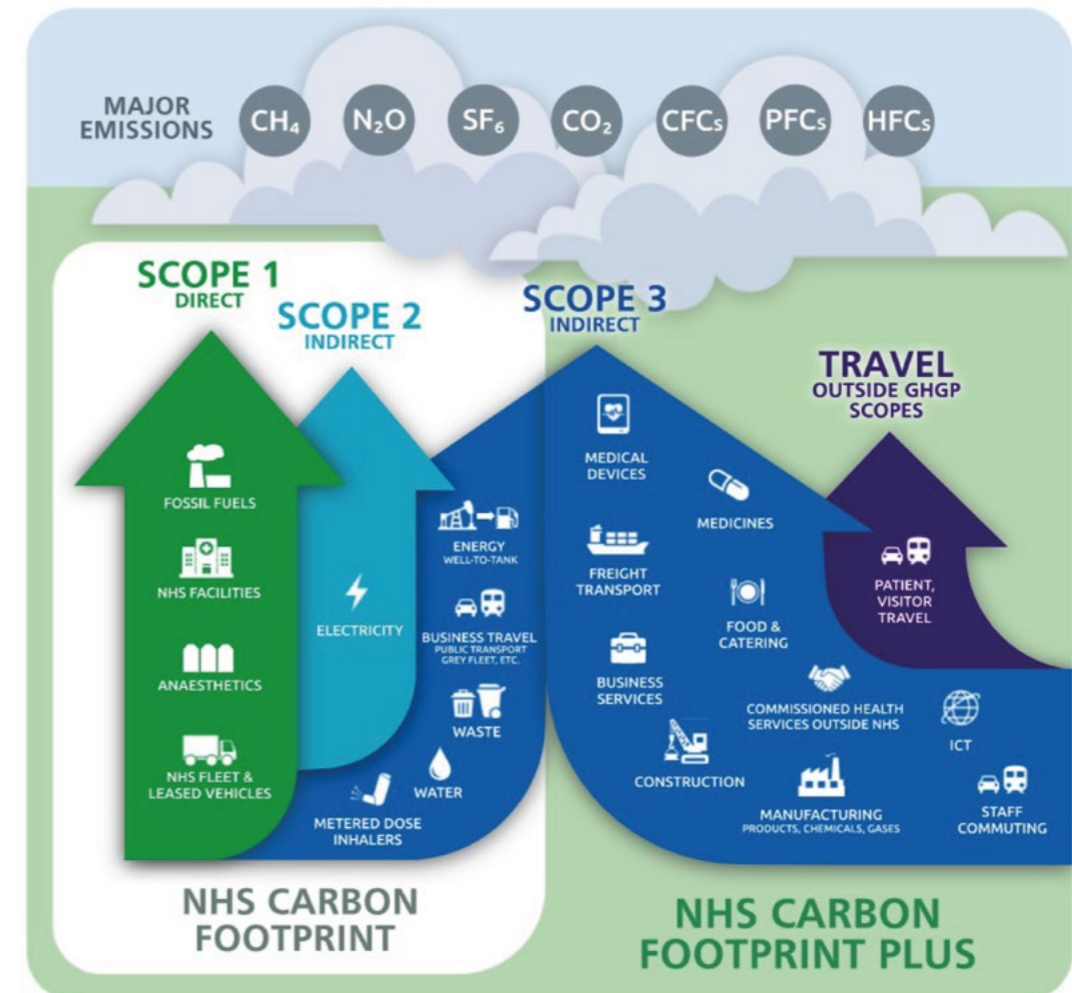 MAJOR
EMISSIONS
CH₄
N₂O
SF₆
CO₂
CFCs
PFCs
HFCs
SCOPE 1
DIRECT
FOSSIL FUELS
NHS FACILITIES
ANAESTHETICS
NHS FLEET &
LEASED VEHICLES
SCOPE 2
INDIRECT
ELECTRICITY
SCOPE 3
INDIRECT
ENERGY
WELL-TO-TANK
BUSINESS TRAVEL
PUBLIC TRANSPORT
GREY FLEET, ETC.
WASTE
WATER
METERED DOSE
INHALERS
MEDICAL
DEVICES
MEDICINES
FREIGHT
TRANSPORT
FOOD &
CATERING
BUSINESS
SERVICES
COMMISSIONED HEALTH
SERVICES OUTSIDE NHS
ICT
CONSTRUCTION
MANUFACTURING
PRODUCTS, CHEMICALS, GASES
STAFF
COMMUTING
TRAVEL
OUTSIDE GHGP
SCOPES
PATIENT,
VISITOR
TRAVEL
NHS CARBON
FOOTPRINT
NHS CARBON
FOOTPRINT PLUS